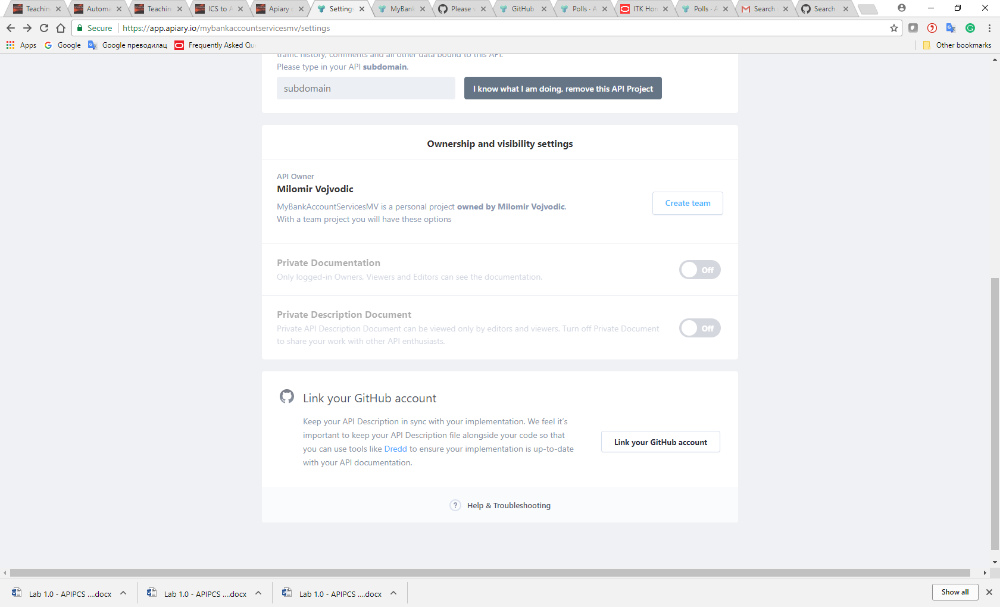 Teachin
Automa
Teachin
ICS to A
Apiary
Settings
MyBank
Please
GitHub
Polls - A
ITK Hor
Polls - A
Search
Search
Secure
https://app.apiary.io/mybankaccountservicesmv/settings
Apps
Google
Google преводилац
Frequently Asked Qu
Other bookmarks
traffic history, comments and all other data bound to this API.
Please type in your API subdomain.
subdomain
I know what I am doing, remove this API Project
Ownership and visibility settings
API Owner
Milomir Vojvodic
MyBankAccountServicesMV is a personal project owned by Milomir Vojvodic.
With a team project you will have these options
Create team
Private Documentation
Only logged-in Owners, Viewers and Editors can see the documentation.
Off
Private Description Document
Private API Description Document can be viewed only by editors and viewers. Turn off Private Document
to share your work with other API enthusiasts.
Off
Link your GitHub account
Keep your API Description in sync with your implementation. We feel it's
important to keep your API Description file alongside your code so that
you can use tools like Dredd to ensure your implementation is up-to-date
with your API documentation.
Link your GitHub account
? Help & Troubleshooting
Lab 1.0 - APIPCS ....docx
Lab 1.0 - APIPCS ....docx
Lab 1.0 - APIPCS ....docx
Show all